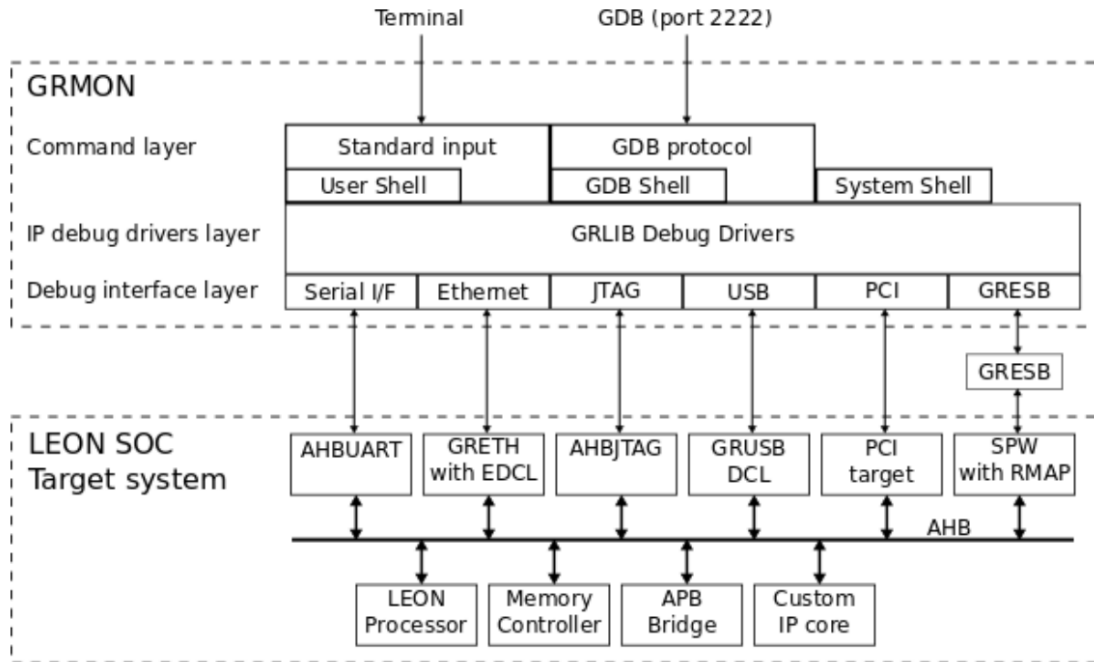 Terminal GDB (port 2222)
GRMON
Command layer Standard input GDB protocol
User Shell GDB Shell System Shell
IP debug drivers layer GRLIB Debug Drivers
Debug interface layer Serial I/F Ethernet JTAG USB PCI GRESB
GRESB
LEON SOC
Target system
AHBUART
GRETH
with EDCL
AHBJTAG
GRUSB
DCL
PCI
target
SPW
with RMAP
AHB
LEON
Processor
Memory
Controller
APB
Bridge
Custom
IP core